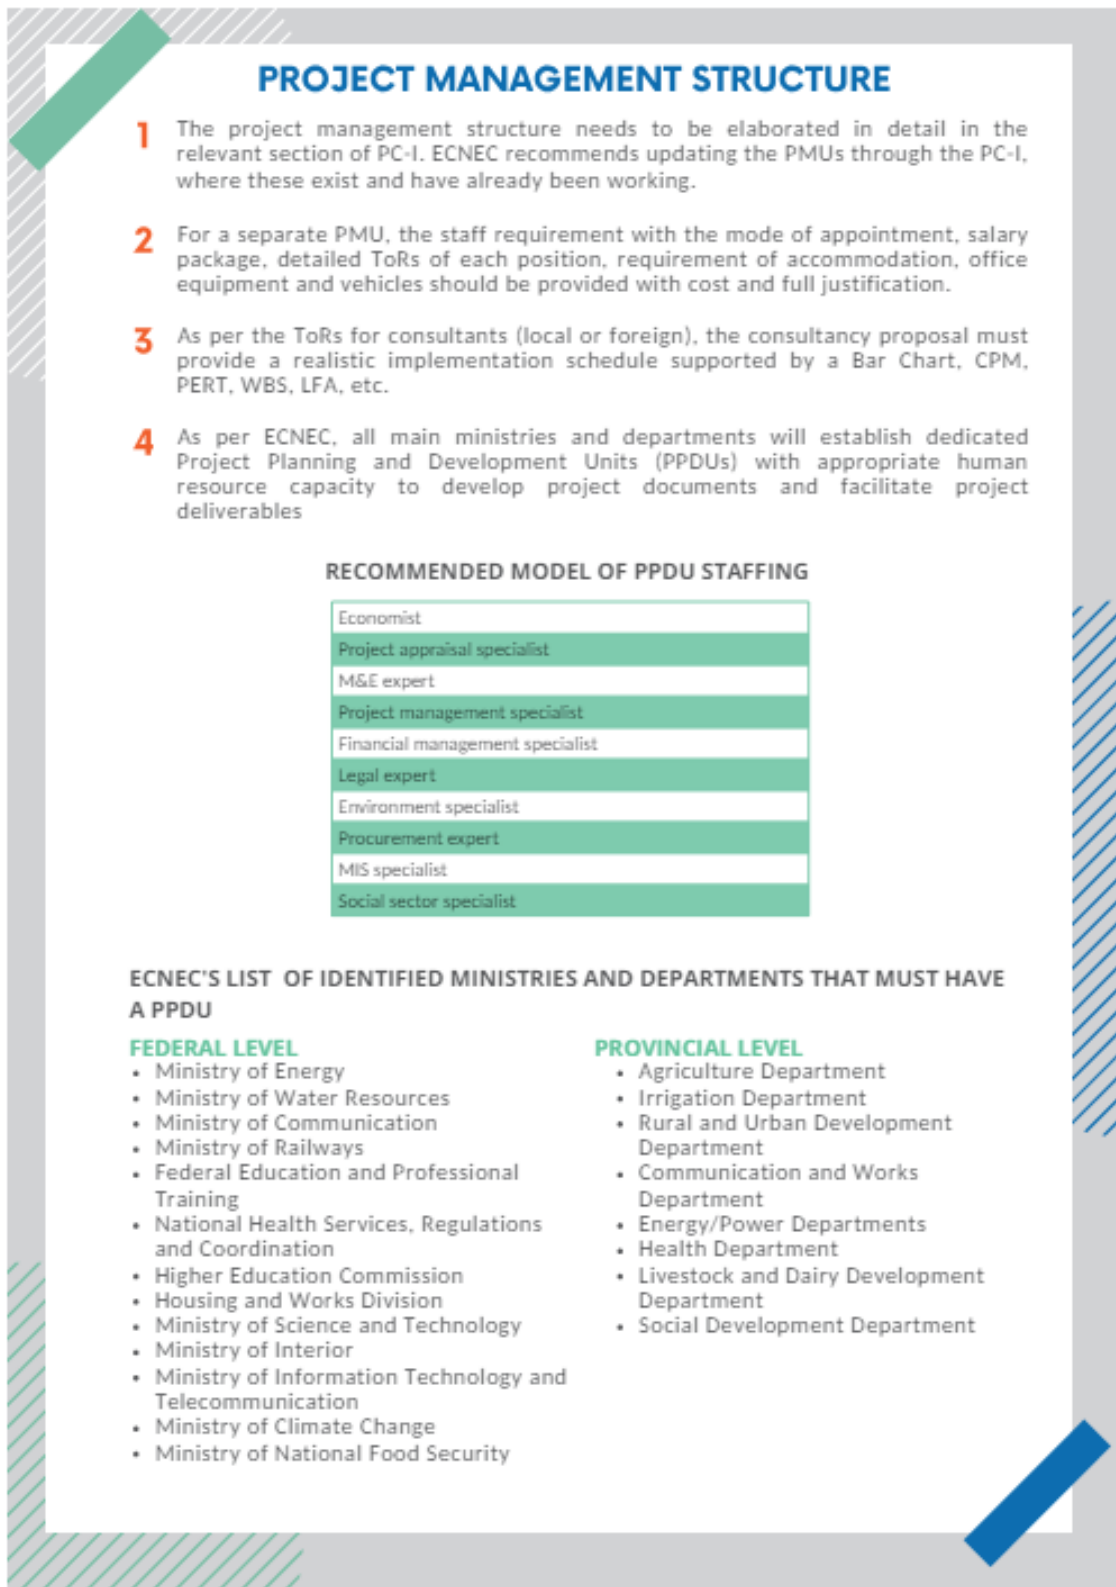 PROJECT MANAGEMENT STRUCTURE
1 The project management structure needs to be elaborated in detail in the
relevant section of PC-I. ECNEC recommends updating the PMUs through the PC-I,
where these exist and have already been working.
2 For a separate PMU, the staff requirement with the mode of appointment, salary
package, detailed ToRs of each position, requirement of accommodation, office
equipment and vehicles should be provided with cost and full justification.
3 As per the ToRs for consultants (local or foreign), the consultancy proposal must
provide a realistic implementation schedule supported by a Bar Chart, CPM,
PERT, WBS, LFA, etc.
4 As per ECNEC, all main ministries and departments will establish dedicated
Project Planning and Development Units (PPDUs) with appropriate human
resource capacity to develop project documents and facilitate project
deliverables
RECOMMENDED MODEL OF PPDU STAFFING
Economist
Project appraisal specialist
M&E expert
Project management specialist
Financial management specialist
Legal expert
Environment specialist
Procurement expert
MIS specialist
Social sector specialist
ECNEC'S LIST OF IDENTIFIED MINISTRIES AND DEPARTMENTS THAT MUST HAVE
A PPDU
FEDERAL LEVEL
• Ministry of Energy
• Ministry of Water Resources
• Ministry of Communication
• Ministry of Railways
• Federal Education and Professional
Training
• National Health Services, Regulations
and Coordination
• Higher Education Commission
• Housing and Works Division
• Ministry of Science and Technology
• Ministry of Interior
• Ministry of Information Technology and
Telecommunication
• Ministry of Climate Change
• Ministry of National Food Security
PROVINCIAL LEVEL
• Agriculture Department
• Irrigation Department
• Rural and Urban Development
Department
• Communication and Works
Department
• Energy/Power Departments
• Health Department
• Livestock and Dairy Development
Department
• Social Development Department